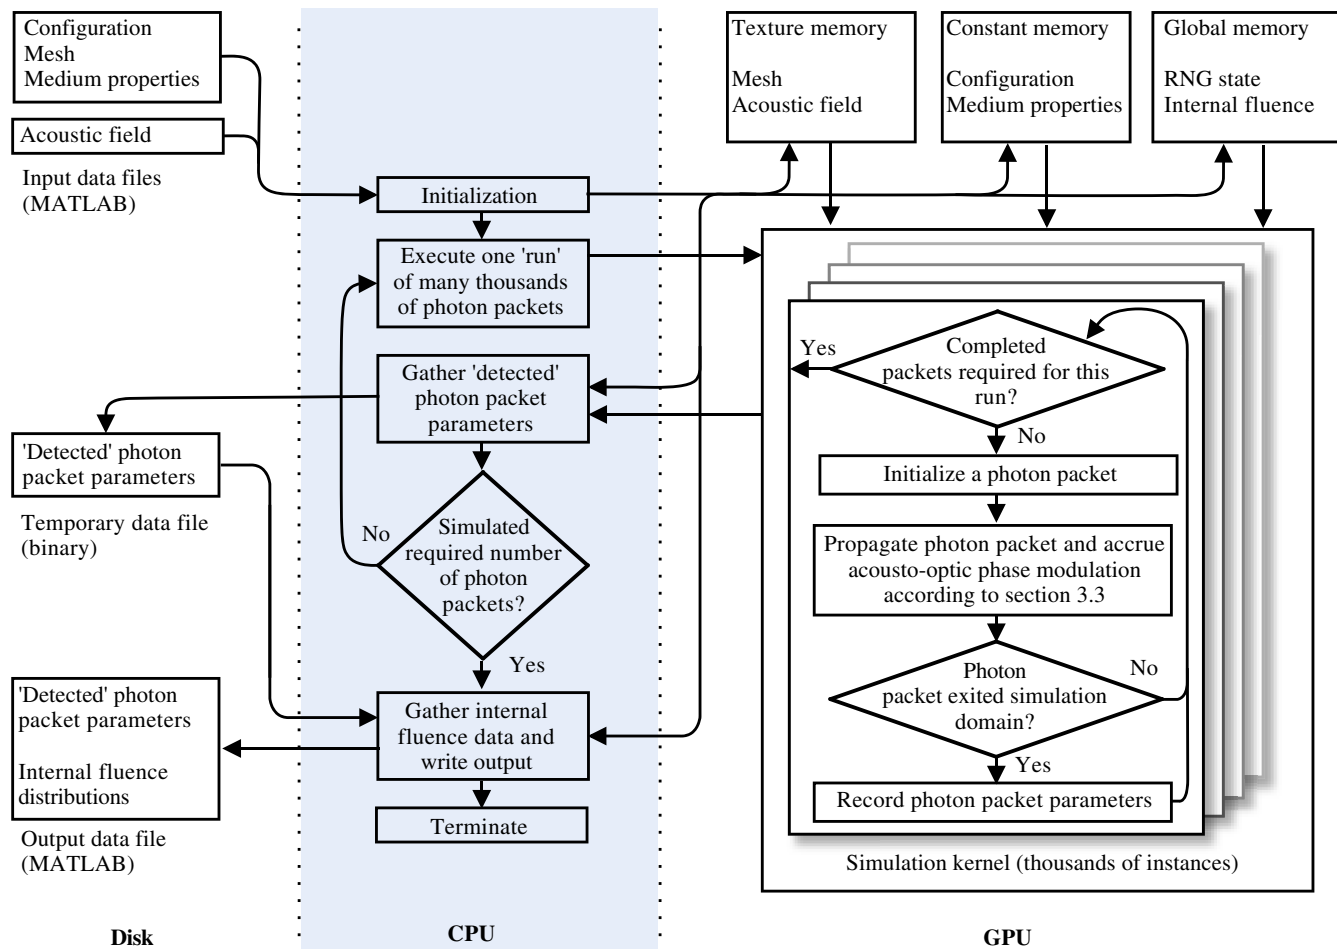 Configuration
Mesh
Medium properties
Acoustic field
Input data files
(MATLAB)
'Detected' photon
packet parameters
Temporary data file
(binary)
'Detected' photon
packet parameters
Internal fluence
distributions
Output data file
(MATLAB)
Disk
Initialization
Execute one 'run'
of many thousands
of photon packets
Gather 'detected'
photon packet
parameters
No
Simulated
required number
of photon
packets?
Yes
Gather internal
fluence data and
write output
Terminate
CPU
Texture memory
Mesh
Acoustic field
Constant memory
Configuration
Medium properties
Global memory
RNG state
Internal fluence
Yes
Completed
packets required for this
run?
No
Initialize a photon packet
Propagate photon packet and accrue
acousto-optic phase modulation
according to section 3.3
Photon
packet exited simulation
domain?
No
Yes
Record photon packet parameters
Simulation kernel (thousands of instances)
GPU